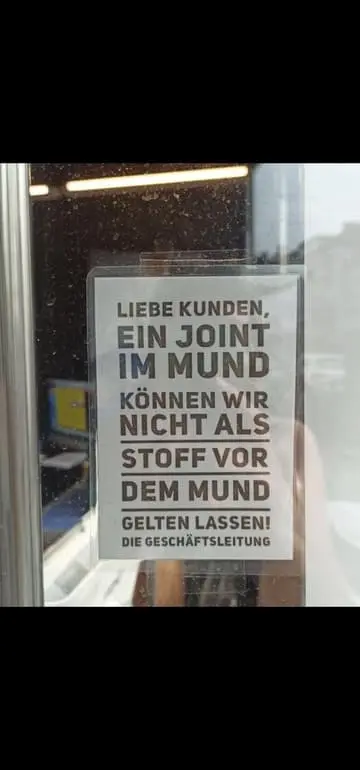 LIEBE KUNDEN,
EIN JOINT
IM MUND
KÖNNEN WIR
NICHT ALS
STOFF VOR
DEM MUND
GELTEN LASSEN!
DIE GESCHÄFTSLEITUNG